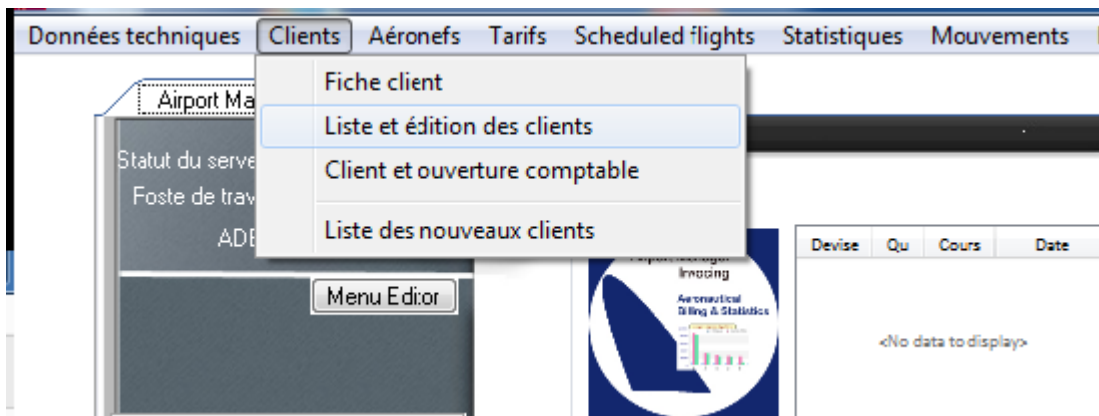 Données techniques Clients Aéronefs Tarifs Scheduled flights Statistiques Mouvements
Fiche client
Airport Ma
Liste et édition des clients
Statut du serve
Client et ouverture comptable
Foste de trav
Liste des nouveaux clients
ADE
Devise Qu Cours Date
Invocing
Menu Editor
Aeronautical
Billing & Statistics
<No data to display>